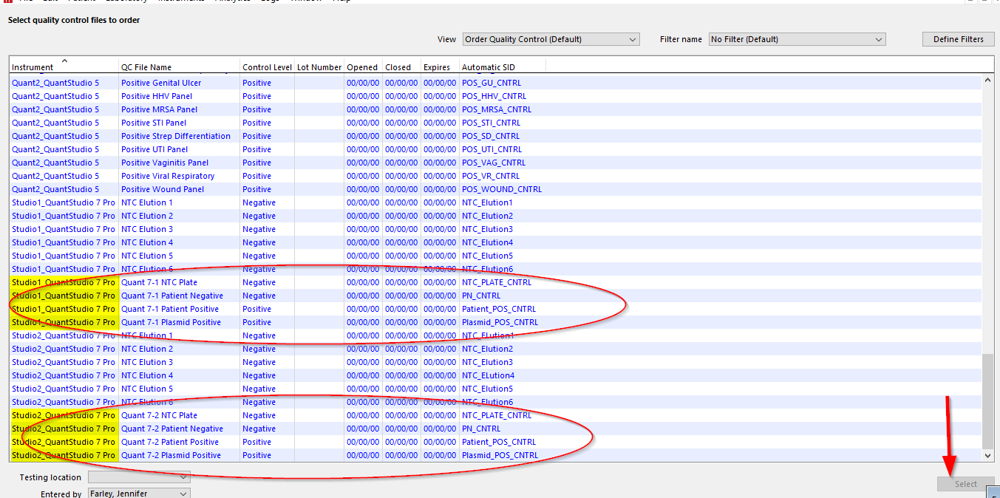 File Edit Patient Laboratory Instruments Analytics Logs Window Help
Select quality control files to order
View Order Quality Control (Default) Filter name No Filter (Default) Define Filters
Instrument QC File Name Control Level Lot Number Opened Closed Expires Automatic SID
Quant2_QuantStudio 5 Positive Genital Ulcer Positive 00/00/00 00/00/00 00/00/00 POS_GU_CNTRL
Quant2_QuantStudio 5 Positive HHV Panel Positive 00/00/00 00/00/00 00/00/00 POS_HHV_CNTRL
Quant2_QuantStudio 5 Positive MRSA Panel Positive 00/00/00 00/00/00 00/00/00 POS_MRSA_CNTRL
Quant2_QuantStudio 5 Positive STI Panel Positive 00/00/00 00/00/00 00/00/00 POS_STI_CNTRL
Quant2_QuantStudio 5 Positive Strep Differentiation Positive 00/00/00 00/00/00 00/00/00 POS_SD_CNTRL
Quant2_QuantStudio 5 Positive UTI Panel Positive 00/00/00 00/00/00 00/00/00 POS_UTI_CNTRL
Quant2_QuantStudio 5 Positive Vaginitis Panel Positive 00/00/00 00/00/00 00/00/00 POS_VAG_CNTRL
Quant2_QuantStudio 5 Positive Viral Respiratory Positive 00/00/00 00/00/00 00/00/00 POS_VR_CNTRL
Quant2_QuantStudio 5 Positive Wound Panel Positive 00/00/00 00/00/00 00/00/00 POS_WOUND_CNTRL
Studio1_QuantStudio 7 Pro NTC Elution 1 Negative 00/00/00 00/00/00 00/00/00 NTC_Elution1
Studio1_QuantStudio 7 Pro NTC Elution 2 Negative 00/00/00 00/00/00 00/00/00 NTC_Elution2
Studio1_QuantStudio 7 Pro NTC Elution 3 Negative 00/00/00 00/00/00 00/00/00 NTC_Elution3
Studio1_QuantStudio 7 Pro NTC Elution 4 Negative 00/00/00 00/00/00 00/00/00 NTC_Elution4
Studio1_QuantStudio 7 Pro NTC Elution 5 Negative 00/00/00 00/00/00 00/00/00 NTC_Elution5
Studio1_QuantStudio 7 Pro NTC Elution 6 Negative 00/00/00 00/00/00 00/00/00 NTC_Elution6
Studio1_QuantStudio 7 Pro Quant 7-1 NTC Plate Negative 00/00/00 00/00/00 00/00/00 NTC_PLATE_CNTRL
Studio1_QuantStudio 7 Pro Quant 7-1 Patient Negative Negative 00/00/00 00/00/00 00/00/00 PN_CNTRL
Studio1_QuantStudio 7 Pro Quant 7-1 Patient Positive Positive 00/00/00 00/00/00 00/00/00 Patient_POS_CNTRL
Studio1_QuantStudio 7 Pro Quant 7-1 Plasmid Positive Positive 00/00/00 00/00/00 00/00/00 Plasmid_POS_CNTRL
Studio2_QuantStudio 7 Pro NTC Elution 1 Negative 00/00/00 00/00/00 00/00/00 NTC_ELution1
Studio2_QuantStudio 7 Pro NTC Elution 2 Negative 00/00/00 00/00/00 00/00/00 NTC_Elution2
Studio2_QuantStudio 7 Pro NTC Elution 3 Negative 00/00/00 00/00/00 00/00/00 NTC_Elution3
Studio2_QuantStudio 7 Pro NTC Elution 4 Negative 00/00/00 00/00/00 00/00/00 NTC_ELution4
Studio2_QuantStudio 7 Pro NTC Elution 5 Negative 00/00/00 00/00/00 00/00/00 NTC_Elution5
Studio2_QuantStudio 7 Pro NTC Elution 6 Negative 00/00/00 00/00/00 00/00/00 NTC_Elution6
Studio2_QuantStudio 7 Pro Quant 7-2 NTC Plate Negative 00/00/00 00/00/00 00/00/00 NTC_PLATE_CNTRL
Studio2_QuantStudio 7 Pro Quant 7-2 Patient Negative Negative 00/00/00 00/00/00 00/00/00 PN_CNTRL
Studio2_QuantStudio 7 Pro Quant 7-2 Patient Positive Positive 00/00/00 00/00/00 00/00/00 Patient_POS_CNTRL
Studio2_QuantStudio 7 Pro Quant 7-2 Plasmid Positive Positive 00/00/00 00/00/00 00/00/00 Plasmid_POS_CNTRL
Testing location
Select
Entered by Farley, Jennifer